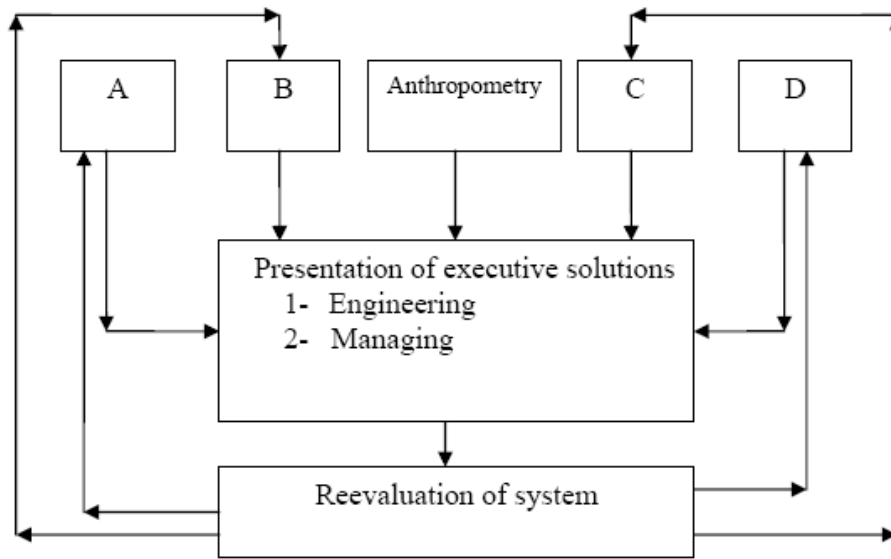 A
B
Anthropometry
C
D
Presentation of executive solutions
1- Engineering
2- Managing
Reevaluation of system